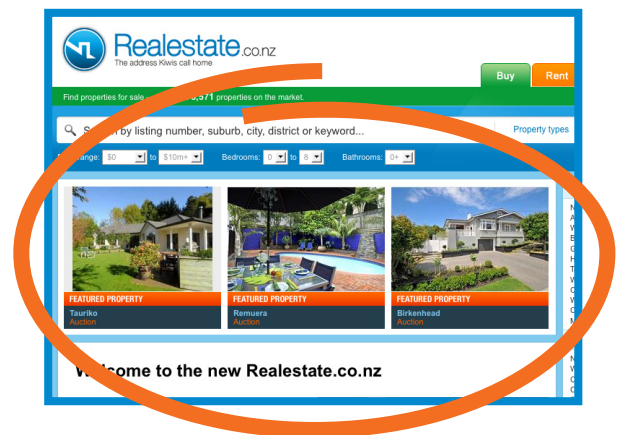 Realestate.co.nz
The address Kiwis call home
Buy
Rent
Find properties for sale ,571 properties on the market.
by listing number, suburb, city, district or keyword...
Property types
range: $0 to $10m+ Bedrooms: 0 to 8 Bathrooms: 0+
FEATURED PROPERTY
Tauriko
Auction
FEATURED PROPERTY
Remuera
Auction
FEATURED PROPERTY
Birkenhead
Auction
Welcome to the new Realestate.co.nz